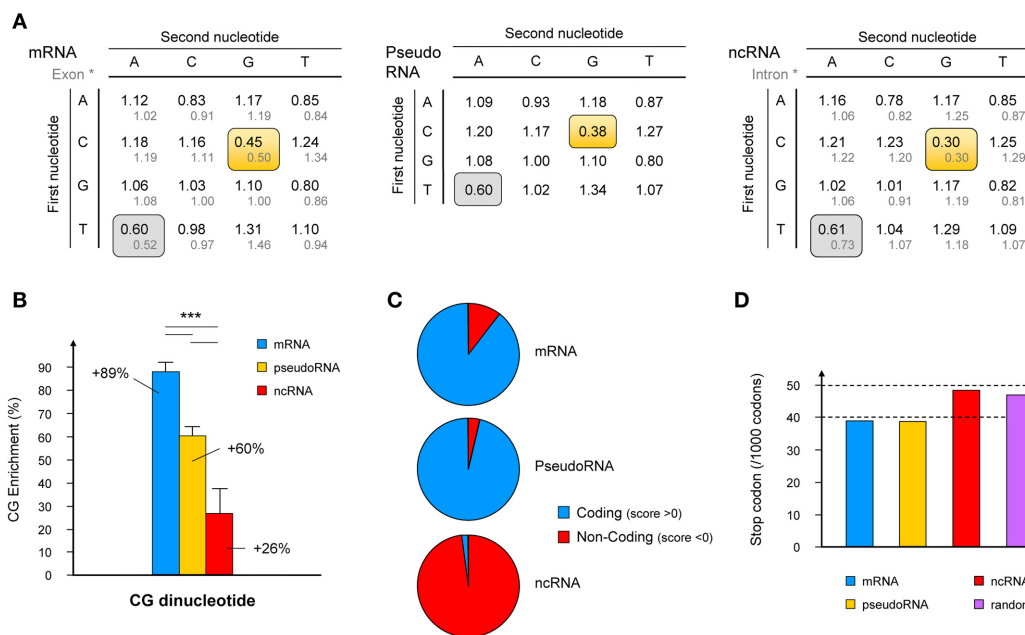 A
mRNA
Exon *
Second nucleotide
A C G T
First nucleotide
A 1.12 0.83 1.17 0.85
1.02 0.91 1.19 0.84
C 1.18 1.16 0.45 1.24
1.19 1.11 0.50 1.34
G 1.06 1.03 1.10 0.80
1.08 1.00 1.00 0.86
T 0.60 0.98 1.31 1.10
0.52 0.97 1.46 0.94
Pseudo
RNA
Second nucleotide
A C G T
First nucleotide
A 1.09 0.93 1.18 0.87
C 1.20 1.17 0.38 1.27
G 1.08 1.00 1.10 0.80
T 0.60 1.02 1.34 1.07
ncRNA
Intron *
Second nucleotide
A C G T
First nucleotide
A 1.16 0.78 1.17 0.85
1.06 0.82 1.25 0.87
C 1.21 1.23 0.30 1.25
1.22 1.20 0.30 1.29
G 1.02 1.01 1.17 0.82
1.06 0.91 1.19 0.81
T 0.61 1.04 1.29 1.09
0.73 1.07 1.18 1.07
B
CG Enrichment (%)
90
80
70
60
50
40
30
20
10
0
+89%
***
+60%
+26%
mRNA
pseudoRNA
ncRNA
CG dinucleotide
C
mRNA
PseudoRNA
Coding (score >0)
Non-Coding (score <0)
ncRNA
D
Stop codon (/1000 codons)
50
40
30
20
10
0
mRNA
ncRNA
pseudoRNA
random